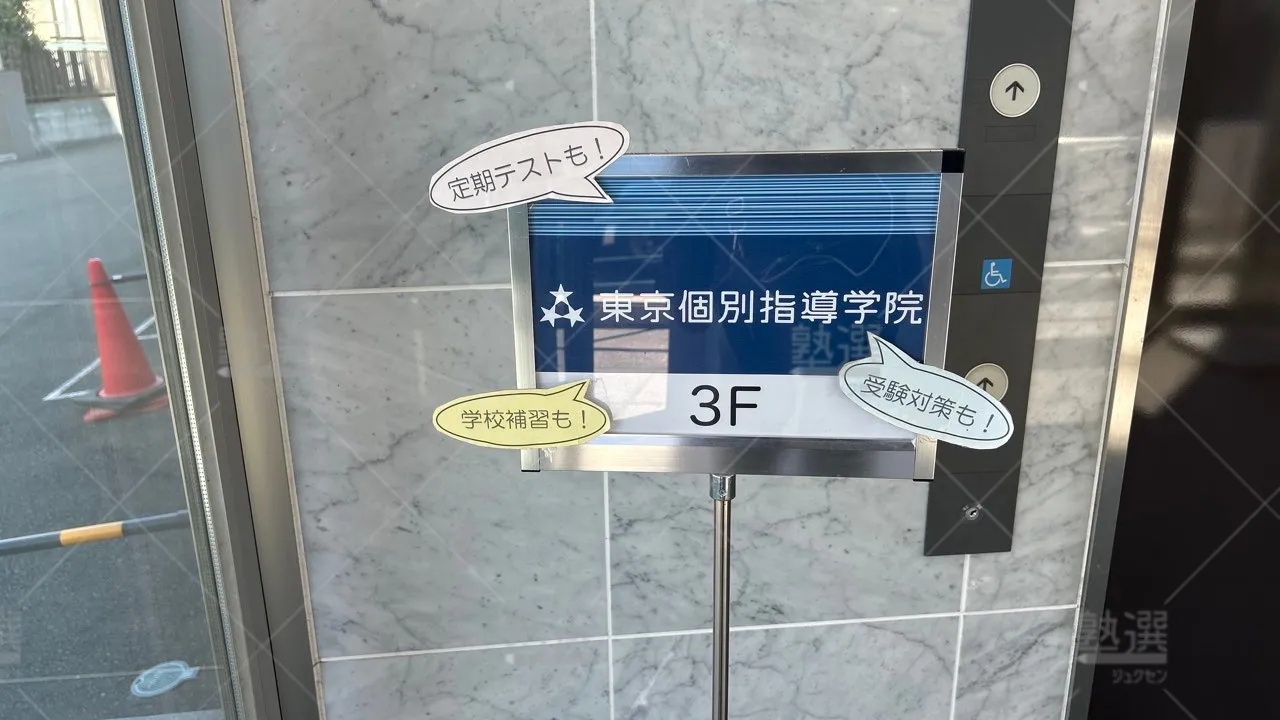 定期テストも！
東京個別指導学院
3F
学校補習も！
受験対策も！
塾選
塾選
ジュクセン